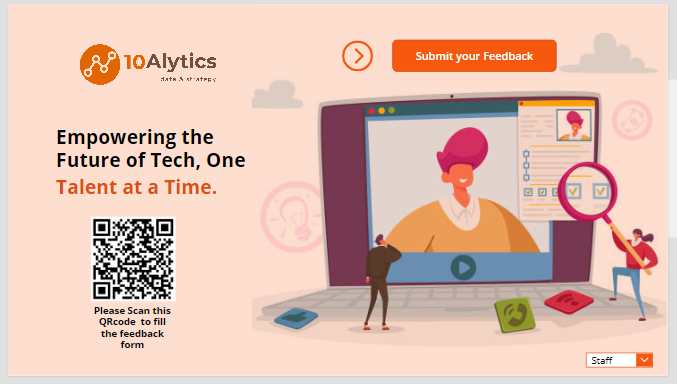 10Alytics
data & strategy
Submit your Feedback
Empowering the
Future of Tech, One
Talent at a Time.
Please Scan this
QRcode to fill
the feedback
form
Staff